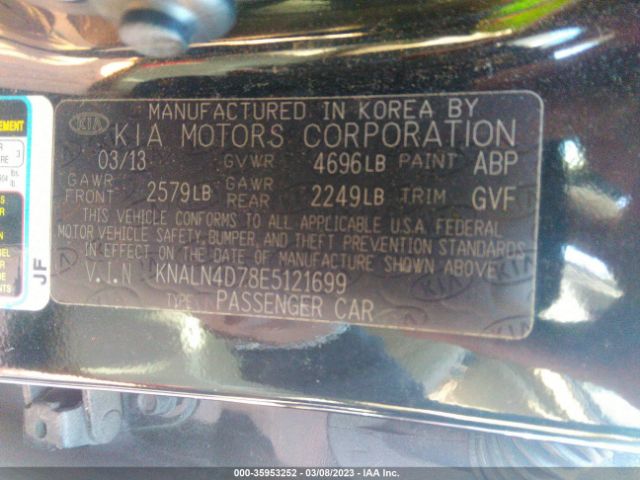 MANUFACTURED IN KOREA BY
KIA KIA MOTORS CORPORATION
03/13 GVWR 4696LB PAINT ABP
GAWR FRONT 2579LB GAWR REAR 2249LB TRIM GVF
THIS VEHICLE CONFORMS TO ALL APPLICABLE U.S.A. FEDERAL
MOTOR VEHICLE SAFETY, BUMPER, AND THEFT PREVENTION STANDARDS
IN EFFECT ON THE DATE OF MANUFACTURE SHOWN ABOVE
V.I.N KNALN4D78E5121699
TYPE: PASSENGER CAR
JF
000-35953252 — 03/08/2023 — IAA Inc.